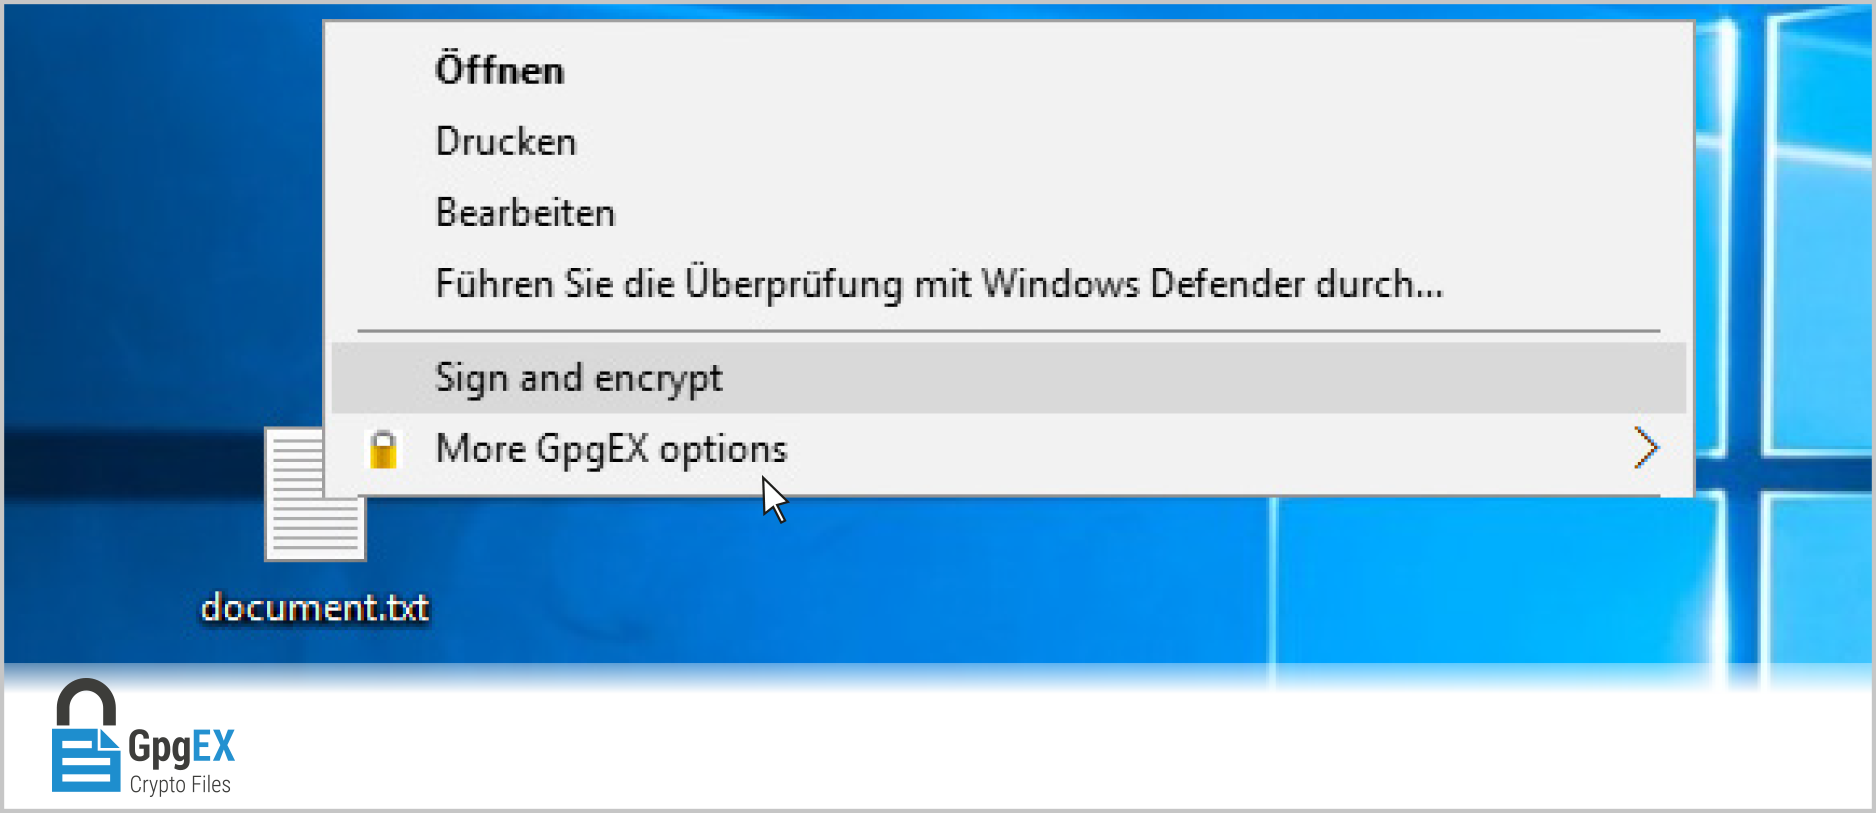 Öffnen
Drucken
Bearbeiten
Führen Sie die Überprüfung mit Windows Defender durch...
Sign and encrypt
More GpgEX options
document.txt
GpgEX
Crypto Files